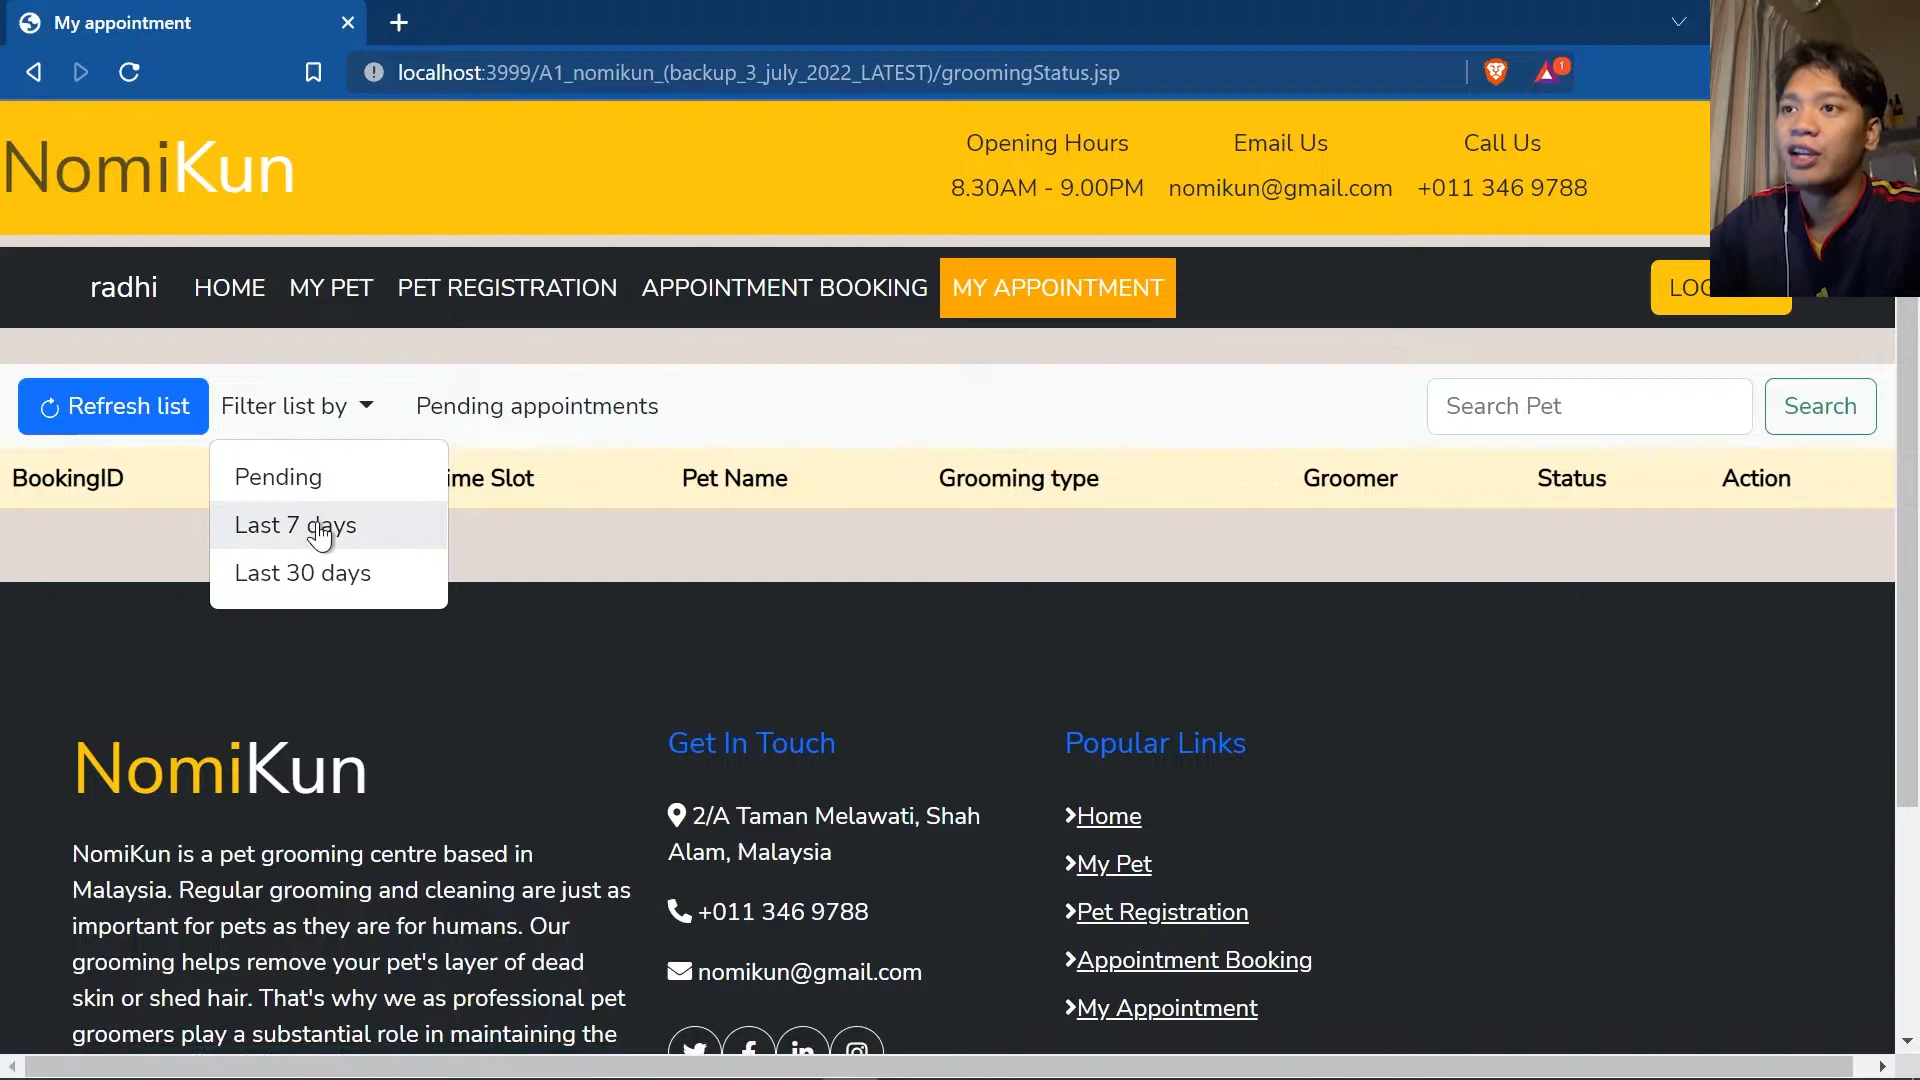 My appointment
localhost:3999/A1_nomikun_(backup_3_july_2022_LATEST)/groomingStatus.jsp
1
NomiKun
Opening Hours
8.30AM - 9.00PM
Email Us
nomikun@gmail.com
Call Us
+011 346 9788
radhi HOME MY PET PET REGISTRATION APPOINTMENT BOOKING MY APPOINTMENT
Refresh list Filter list by Pending appointments Search Pet Search
BookingID ime Slot Pet Name Grooming type Groomer Status Action
Pending
Last 7 days
Last 30 days
NomiKun
NomiKun is a pet grooming centre based in
Malaysia. Regular grooming and cleaning are just as
important for pets as they are for humans. Our
grooming helps remove your pet's layer of dead
skin or shed hair. That's why we as professional pet
groomers play a substantial role in maintaining the
Get In Touch
2/A Taman Melawati, Shah
Alam, Malaysia
+011 346 9788
nomikun@gmail.com
Popular Links
Home
My Pet
Pet Registration
Appointment Booking
My Appointment